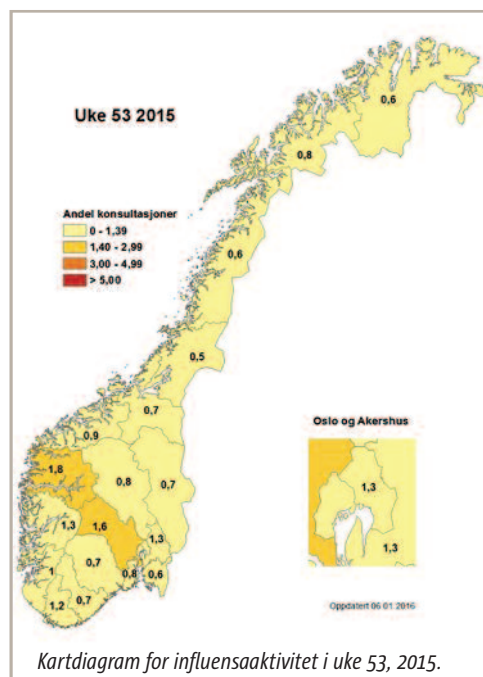 Uke 53 2015
Andel konsultasjoner
0 - 1,39
1,40 - 2,99
3,00 - 4,99
> 5,00
0,6
0,8
0,6
0,5
0,7
0,9
1,8
0,8
0,7
1,3
1,6
1,3
0,7
1
0,8
0,6
0,7
1,2
Oslo og Akershus
1,3
1,3
Oppdatert 06 01 2016
Kartdiagram for influensaaktivitet i uke 53, 2015.